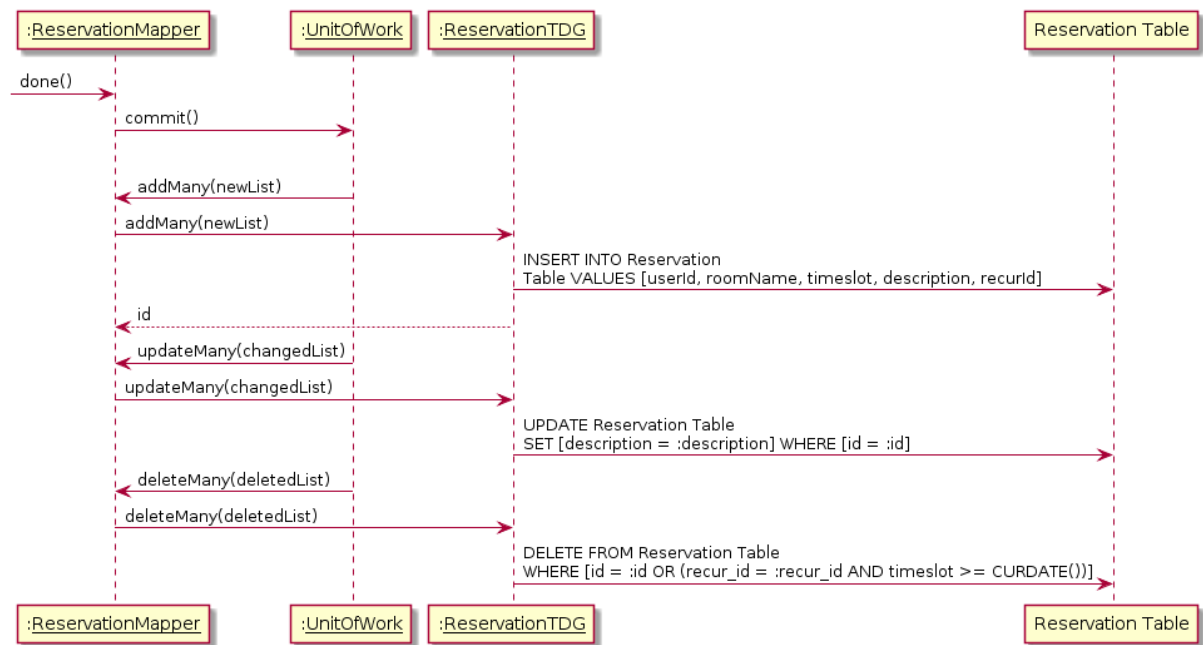 :ReservationMapper :UnitOfWork :ReservationTDG Reservation Table
done()
commit()
addMany(newList)
addMany(newList)
INSERT INTO Reservation
Table VALUES [userId, roomName, timeslot, description, recurId]
id
updateMany(changedList)
updateMany(changedList)
UPDATE Reservation Table
SET [description = :description] WHERE [id = :id]
deleteMany(deletedList)
deleteMany(deletedList)
DELETE FROM Reservation Table
WHERE [id = :id OR (recur_id = :recur_id AND timeslot >= CURDATE())]
:ReservationMapper :UnitOfWork :ReservationTDG Reservation Table